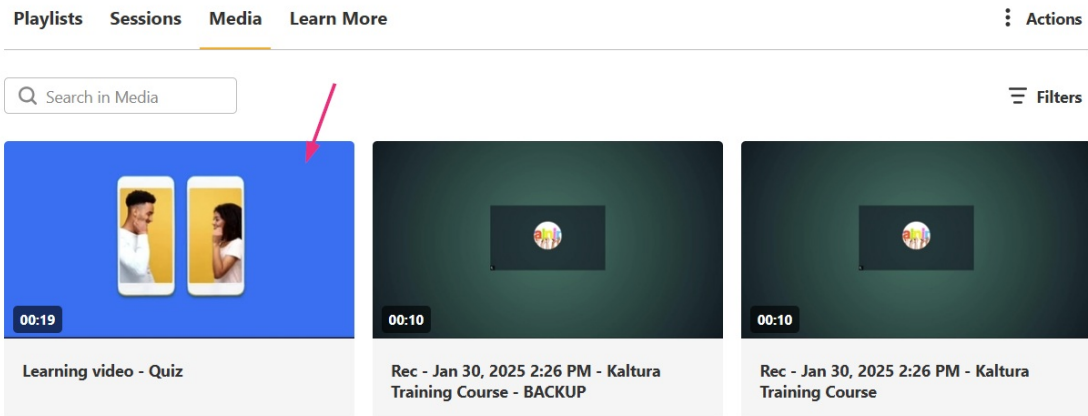 Playlists Sessions Media Learn More Actions
Search in Media Filters
00:19 00:10 00:10
Learning video - Quiz
Rec - Jan 30, 2025 2:26 PM - Kaltura
Training Course - BACKUP
Rec - Jan 30, 2025 2:26 PM - Kaltura
Training Course